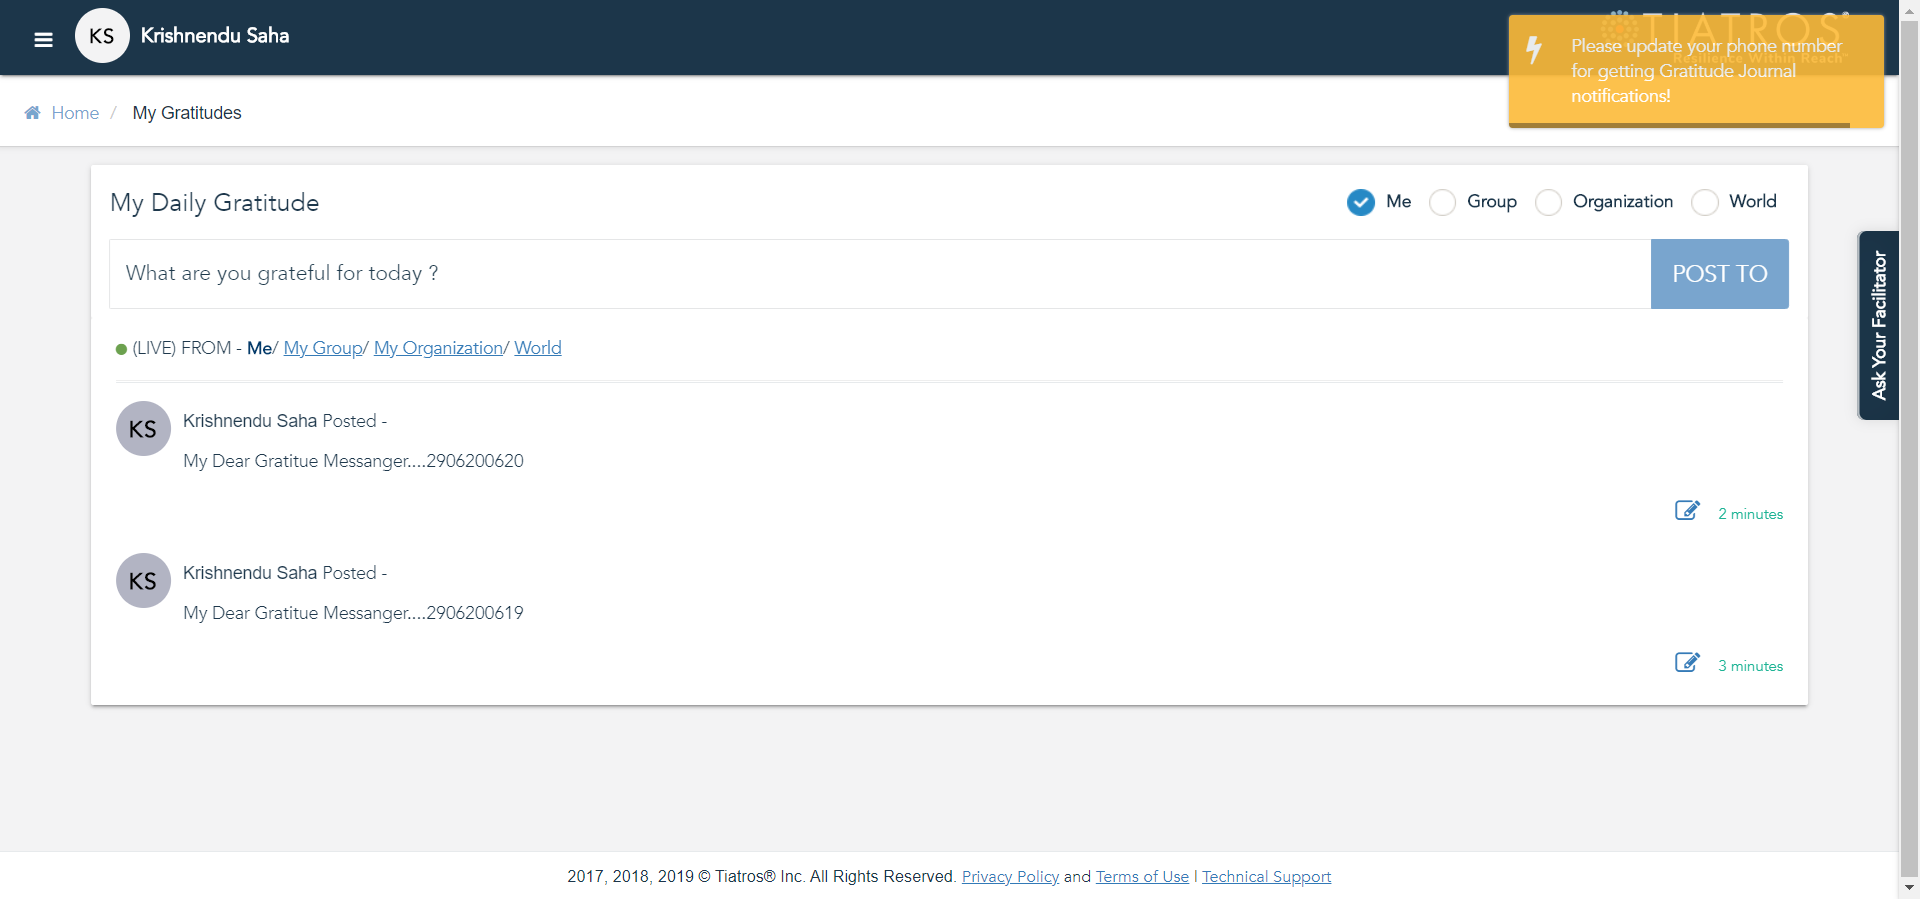 KS Krishnendu Saha
TIATROS®
Resilience Within Reach™
Please update your phone number
for getting Gratitude Journal
notifications!
Home / My Gratitudes
My Daily Gratitude
Me Group Organization World
What are you grateful for today ?
POST TO
Ask Your Facilitator
(LIVE) FROM - Me/ My Group/ My Organization/ World
KS
Krishnendu Saha Posted -
My Dear Gratitue Messanger....2906200620
2 minutes
KS
Krishnendu Saha Posted -
My Dear Gratitue Messanger....2906200619
3 minutes
2017, 2018, 2019 © Tiatros® Inc. All Rights Reserved. Privacy Policy and Terms of Use | Technical Support